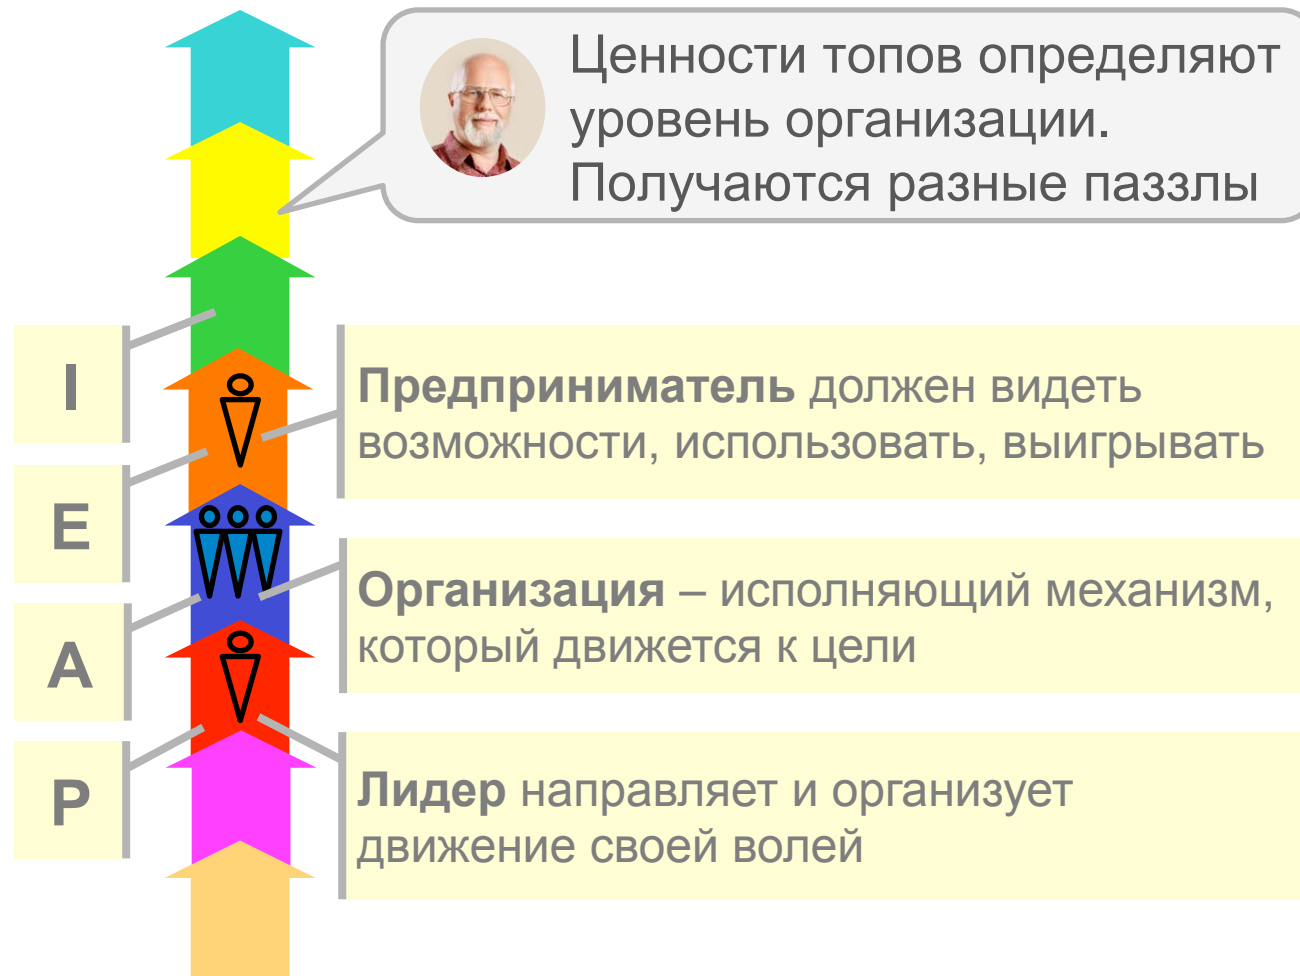 Ценности топов определяют
уровень организации.
Получаются разные паззлы
I
Предприниматель должен видеть
возможности, использовать, выигрывать
E
Организация – исполняющий механизм,
который движется к цели
A
P
Лидер направляет и организует
движение своей волей